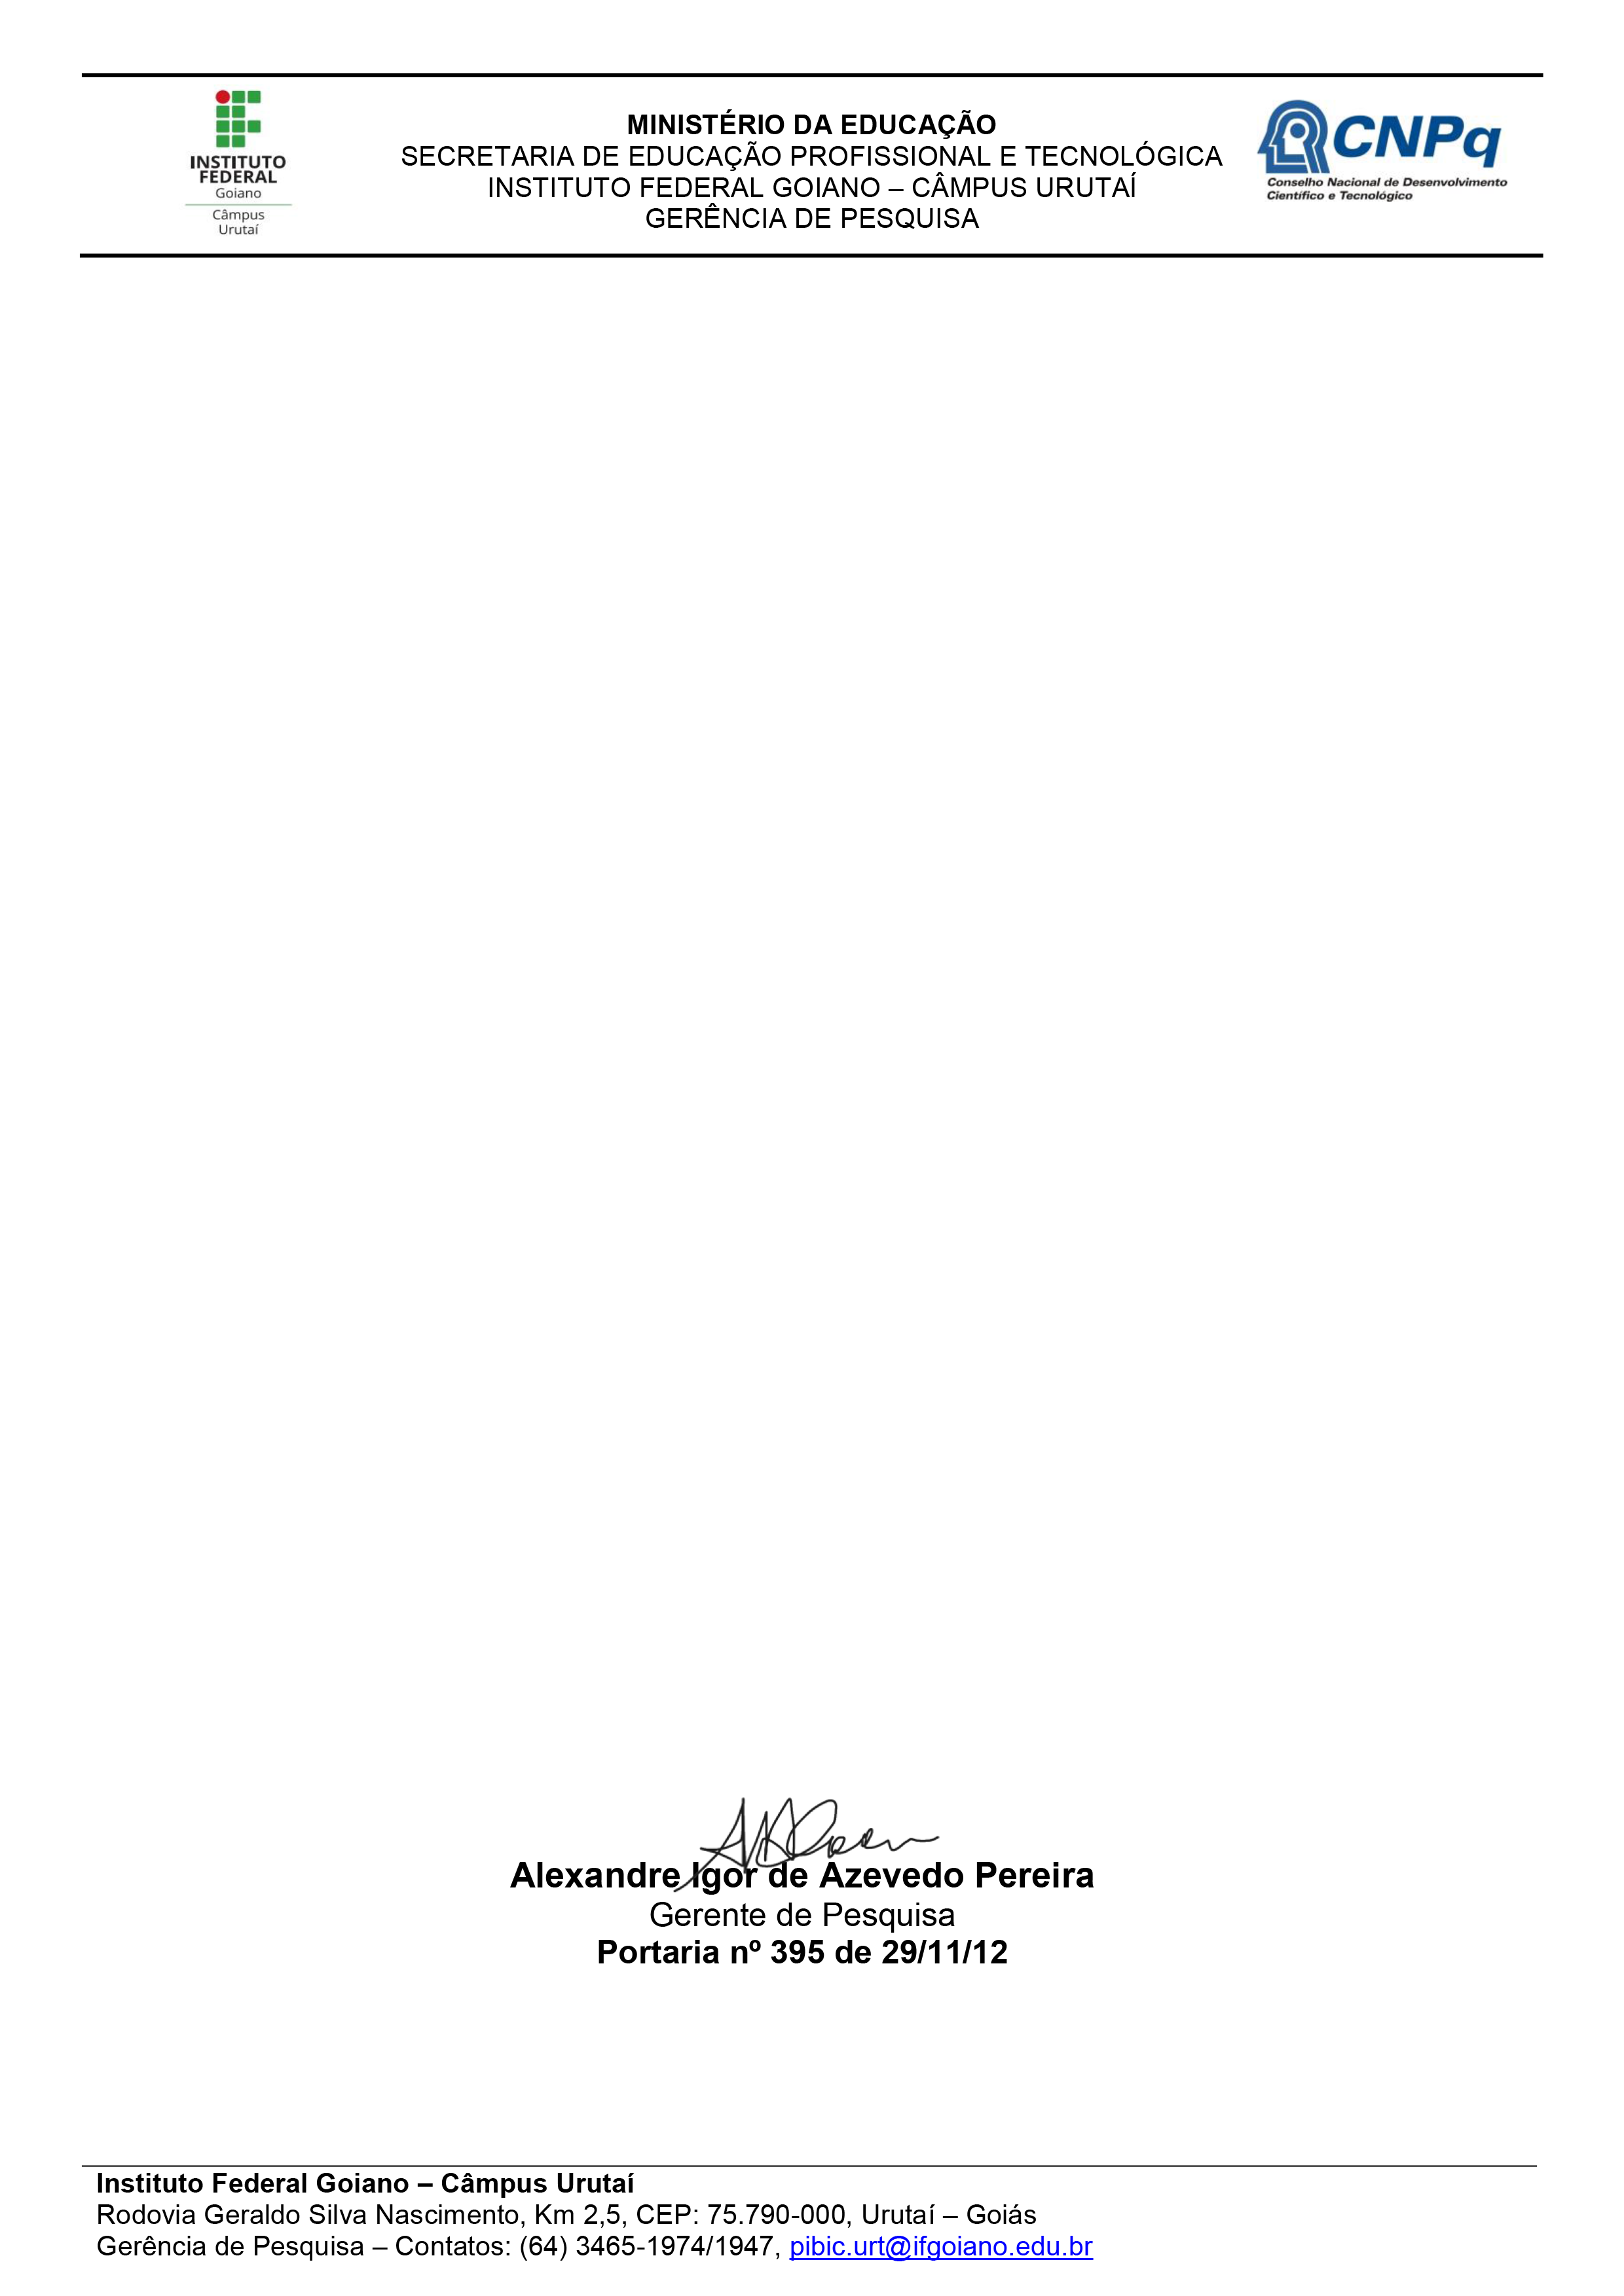 INSTITUTO
FEDERAL
Goiano
Câmpus
Urutaí
MINISTÉRIO DA EDUCAÇÃO
SECRETARIA DE EDUCAÇÃO PROFISSIONAL E TECNOLÓGICA
INSTITUTO FEDERAL GOIANO – CÂMPUS URUTAÍ
GERÊNCIA DE PESQUISA
CNPq
Conselho Nacional de Desenvolvimento
Científico e Tecnológico
Alexandre Igor de Azevedo Pereira
Gerente de Pesquisa
Portaria nº 395 de 29/11/12
Instituto Federal Goiano – Câmpus Urutaí
Rodovia Geraldo Silva Nascimento, Km 2,5, CEP: 75.790-000, Urutaí – Goiás
Gerência de Pesquisa – Contatos: (64) 3465-1974/1947, pibic.urt@ifgoiano.edu.br